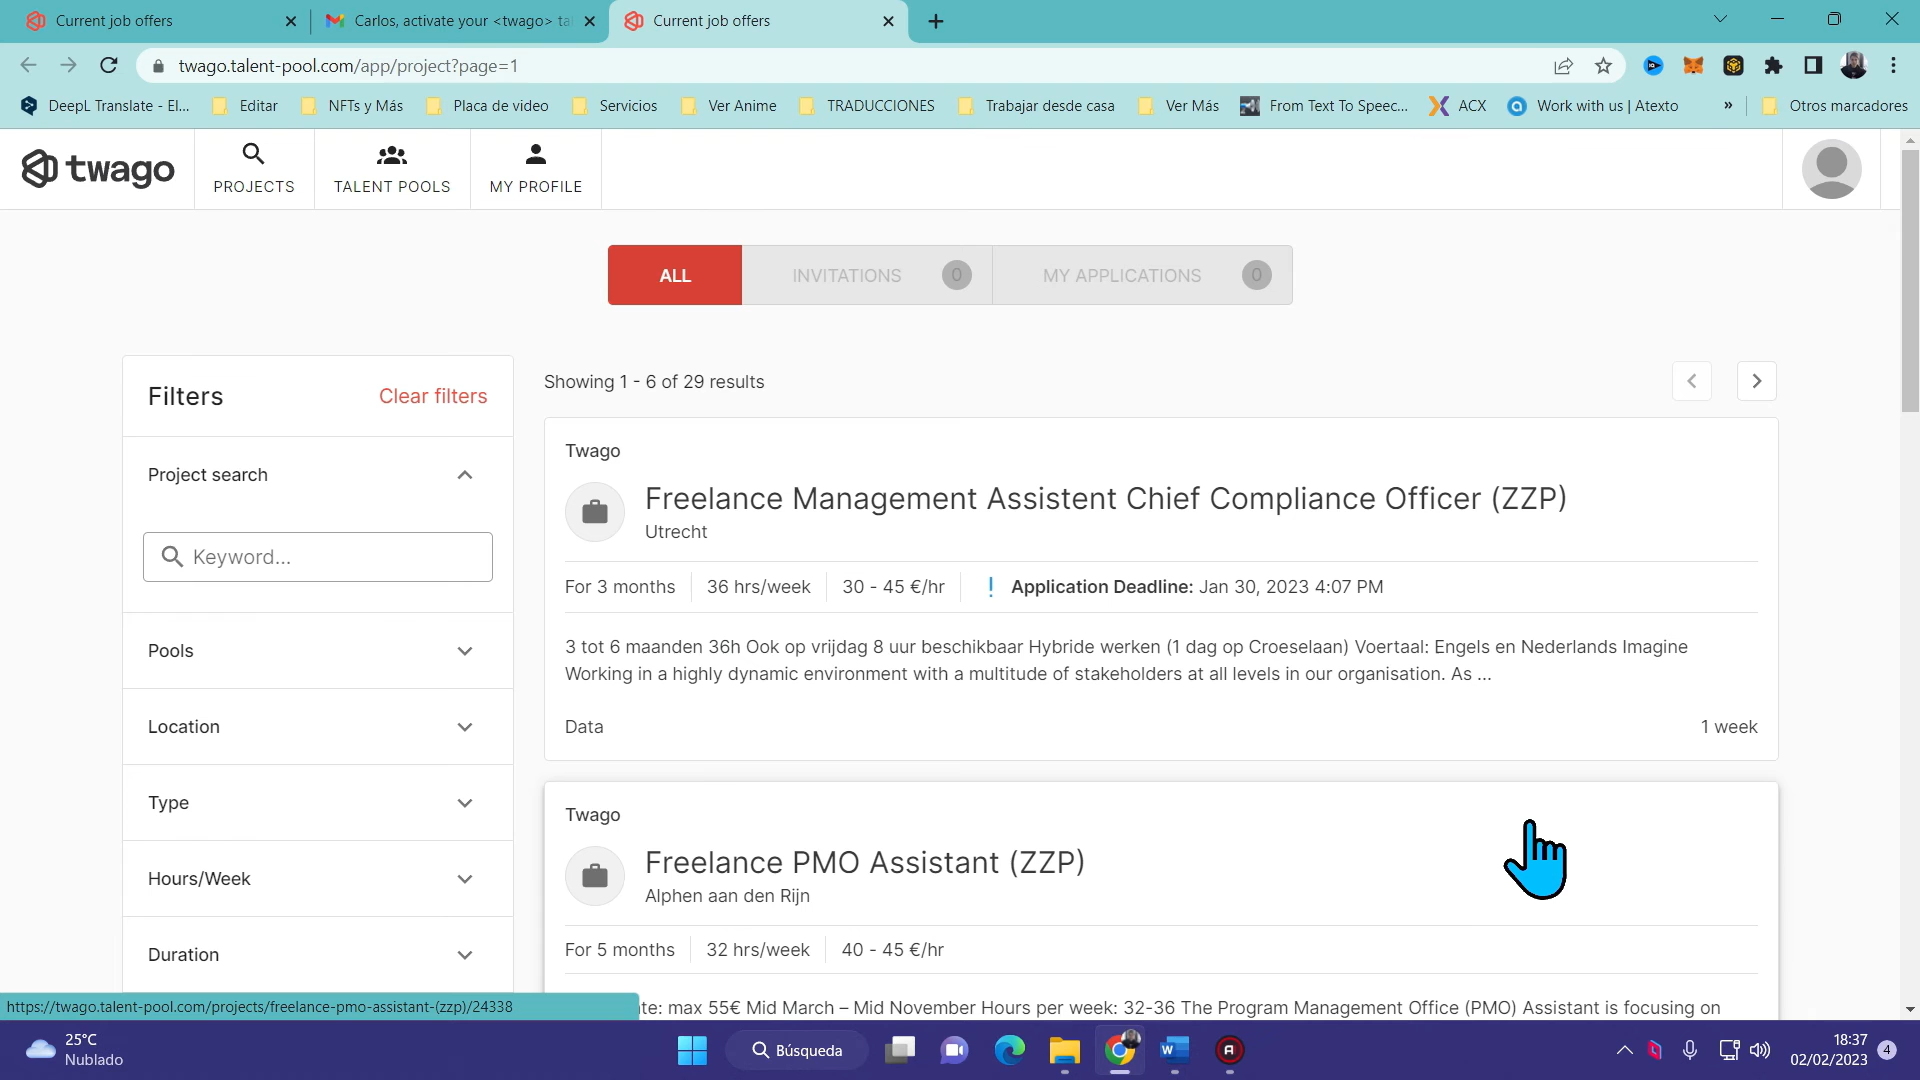 Current job offers
Carlos, activate your <twago> ta
Current job offers
twago.talent-pool.com/app/project?page=1
DeepL Translate - El...
Editar
NFTs y Más
Placa de video
Servicios
Ver Anime
TRADUCCIONES
Trabajar desde casa
Ver Más
From Text To Speec...
ACX
Work with us | Atexto
»
Otros marcadores
twago
PROJECTS
TALENT POOLS
MY PROFILE
ALL
INVITATIONS 0
MY APPLICATIONS 0
Filters
Clear filters
Project search
Keyword...
Pools
Location
Type
Hours/Week
Duration
Showing 1 - 6 of 29 results
Twago
Freelance Management Assistent Chief Compliance Officer (ZZP)
Utrecht
For 3 months
36 hrs/week
30 - 45 €/hr
! Application Deadline: Jan 30, 2023 4:07 PM
3 tot 6 maanden 36h Ook op vrijdag 8 uur beschikbaar Hybride werken (1 dag op Croeselaan) Voertaal: Engels en Nederlands Imagine
Working in a highly dynamic environment with a multitude of stakeholders at all levels in our organisation. As ...
Data
1 week
Twago
Freelance PMO Assistant (ZZP)
Alphen aan den Rijn
For 5 months
32 hrs/week
40 - 45 €/hr
te: max 55€ Mid March – Mid November Hours per week: 32-36 The Program Management Office (PMO) Assistant is focusing on
https://twago.talent-pool.com/projects/freelance-pmo-assistant-(zzp)/24338
25°C
Nublado
Búsqueda
18:37
02/02/2023
4